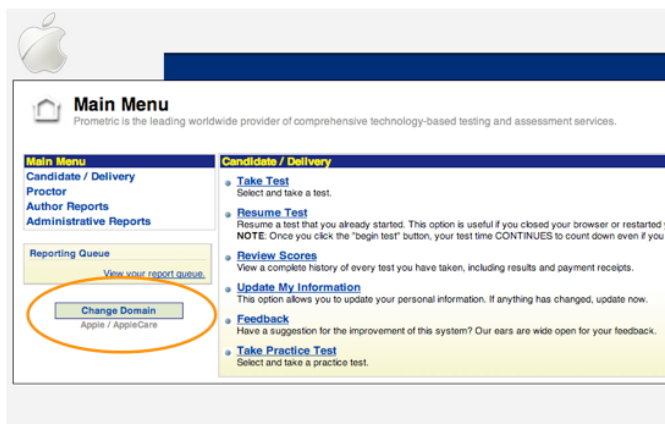 Main Menu
Prometric is the leading worldwide provider of comprehensive technology-based testing and assessment services.
Main Menu
Candidate / Delivery
Proctor
Author Reports
Administrative Reports
Reporting Queue
View your report queue.
Change Domain
Apple / AppleCare
Candidate / Delivery
Take Test
Select and take a test.
Resume Test
Resume a test that you already started. This option is useful if you closed your browser or restarted
NOTE: Once you click the "begin test" button, your test time CONTINUES to count down even if you
Review Scores
View a complete history of every test you have taken, including results and payment receipts.
Update My Information
This option allows you to update your personal information. If anything has changed, update now.
Feedback
Have a suggestion for the improvement of this system? Our ears are wide open for your feedback.
Take Practice Test
Select and take a practice test.